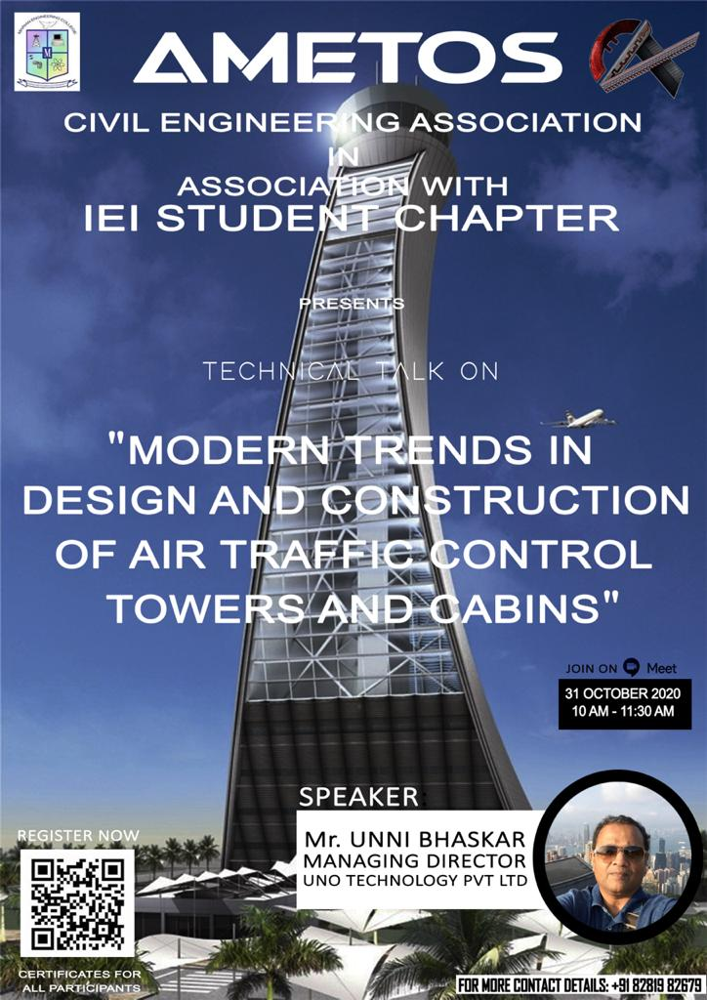 MARIAN ENGINEERING COLLEGE
M
AMETOS
CIVIL ENGINEERING ASSOCIATION
IN
ASSOCIATION WITH
IEI STUDENT CHAPTER
PRESENTS
TECHNICAL TALK ON
"MODERN TRENDS IN
DESIGN AND CONSTRUCTION
OF AIR TRAFFIC CONTROL
TOWERS AND CABINS"
JOIN ON Meet
31 OCTOBER 2020
10 AM - 11:30 AM
SPEAKER:
Mr. UNNI BHASKAR
MANAGING DIRECTOR
UNO TECHNOLOGY PVT LTD
REGISTER NOW
CERTIFICATES FOR
ALL PARTICIPANTS
FOR MORE CONTACT DETAILS: +91 82819 82679